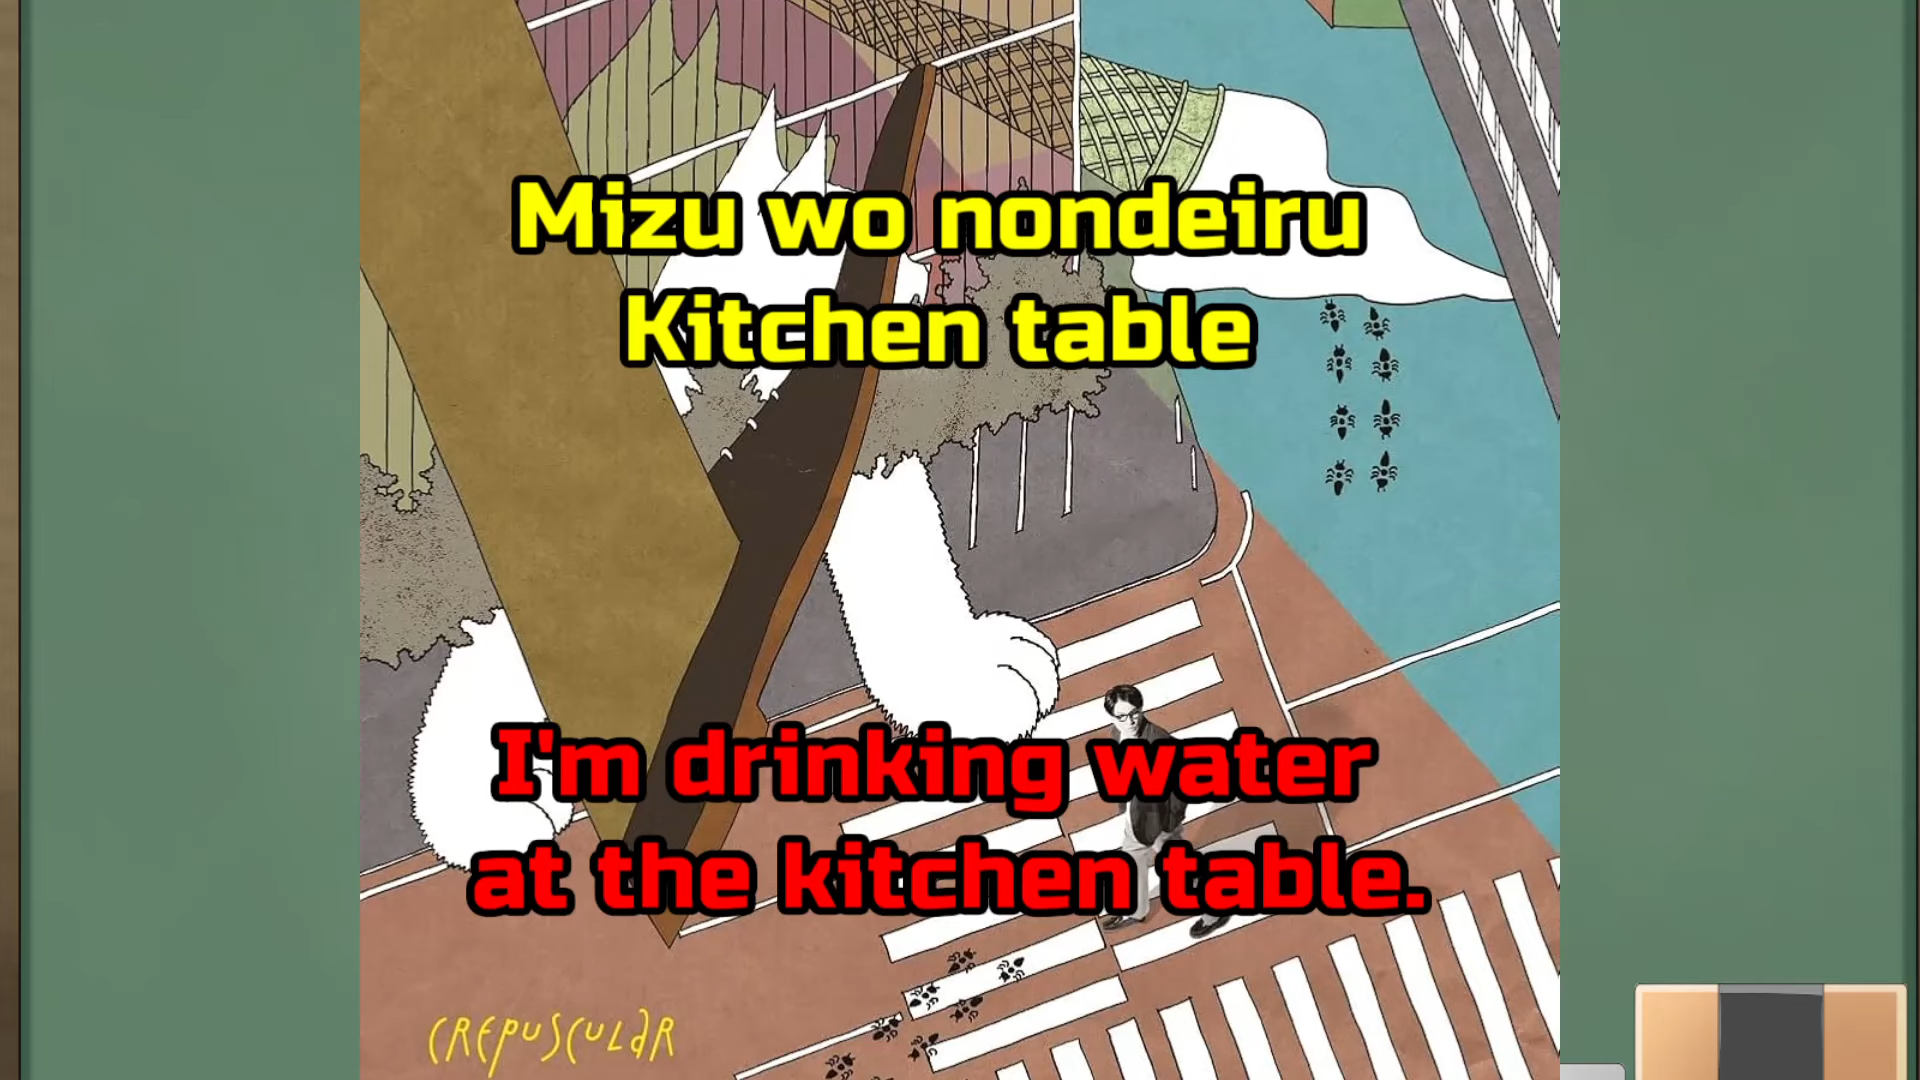 Mizu wo nondeiru
Kitchen table
I'm drinking water
at the kitchen table.
CREPUSCULAR